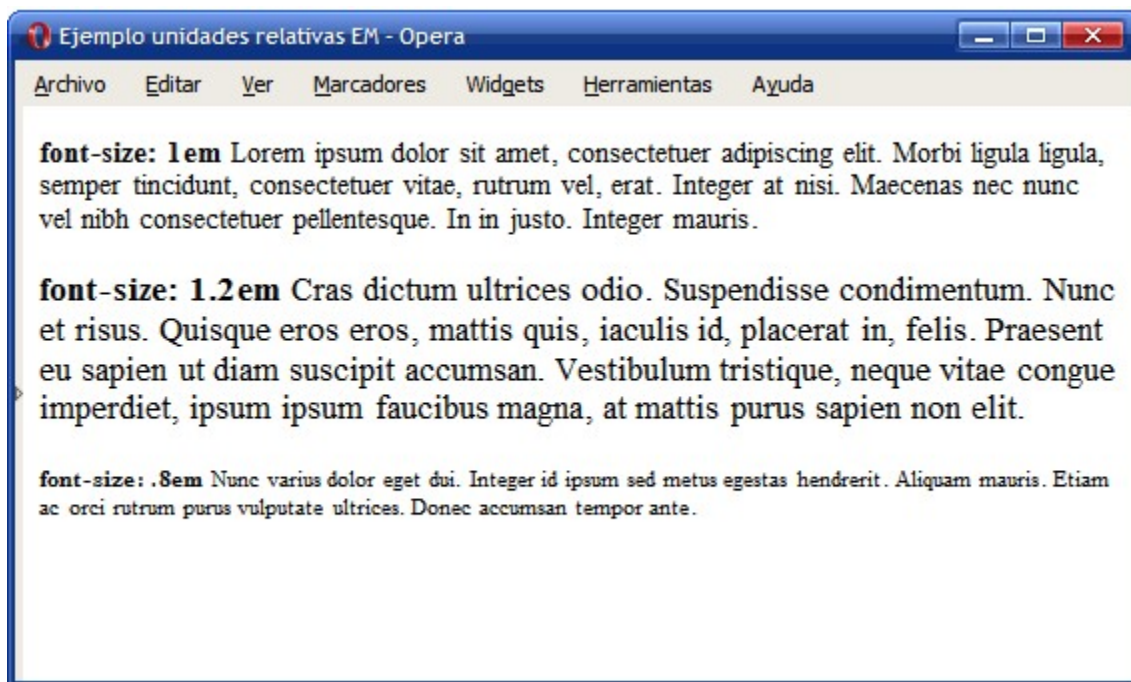 Ejemplo unidades relativas EM - Opera
Archivo Editar Ver Marcadores Widgets Herramientas Ayuda
font-size: 1em Lorem ipsum dolor sit amet, consectetuer adipiscing elit. Morbi ligula ligula,
semper tincidunt, consectetuer vitae, rutrum vel, erat. Integer at nisi. Maecenas nec nunc
vel nibh consectetuer pellentesque. In in justo. Integer mauris.
font-size: 1.2em Cras dictum ultrices odio. Suspendisse condimentum. Nunc
et risus. Quisque eros eros, mattis quis, iaculis id, placerat in, felis. Praesent
eu sapien ut diam suscipit accumsan. Vestibulum tristique, neque vitae congue
imperdiet, ipsum ipsum faucibus magna, at mattis purus sapien non elit.
font-size: .8em Nunc varius dolor eget dui. Integer id ipsum sed metus egestas hendrerit. Aliquam mauris. Etiam
ac orci rutrum purus vulputate ultrices. Donec accumsan tempor ante.